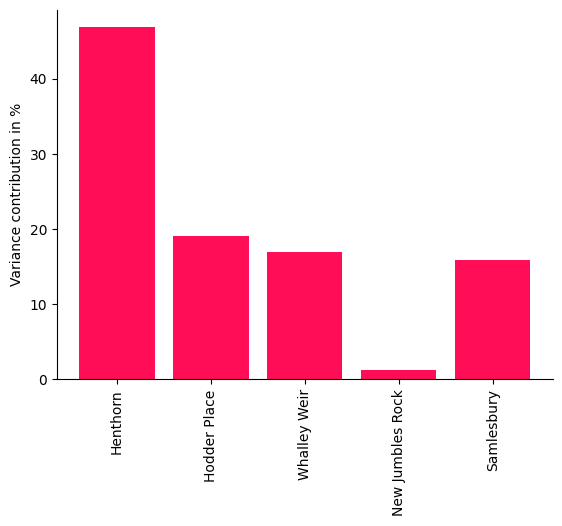 Variance contribution in %
40
30
20
10
0
Henthorn
Hodder Place
Whalley Weir
New Jumbles Rock
Samlesbury